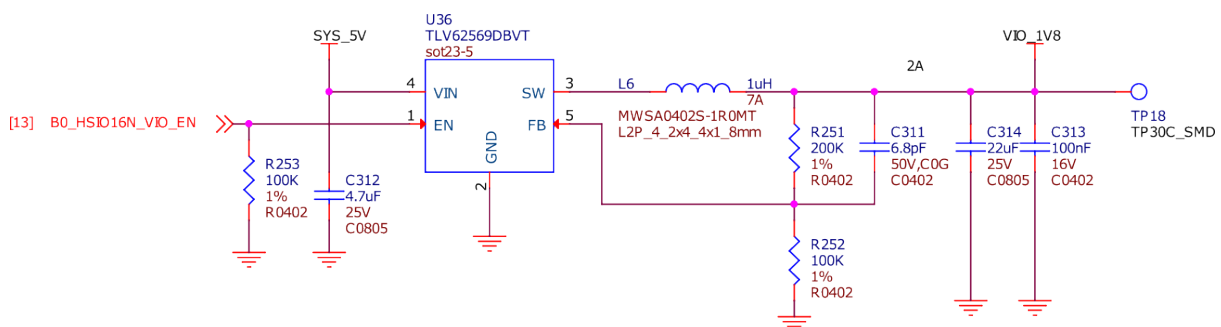 U36
TLV62569DBVT
sot23-5
SYS_5V
VIO_1V8
2A
4
VIN
SW
3
L6
1uH
7A
MWSA0402S-1R0MT
L2P_4_2x4_4x1_8mm
1
EN
FB
5
GND
2
[13] B0_HSIO16N_VIO_EN
R253
100K
1%
R0402
C312
4.7uF
25V
C0805
R251
200K
1%
R0402
C311
6.8pF
50V,C0G
C0402
C314
22uF
25V
C0805
C313
100nF
16V
C0402
TP18
TP30C_SMD
R252
100K
1%
R0402